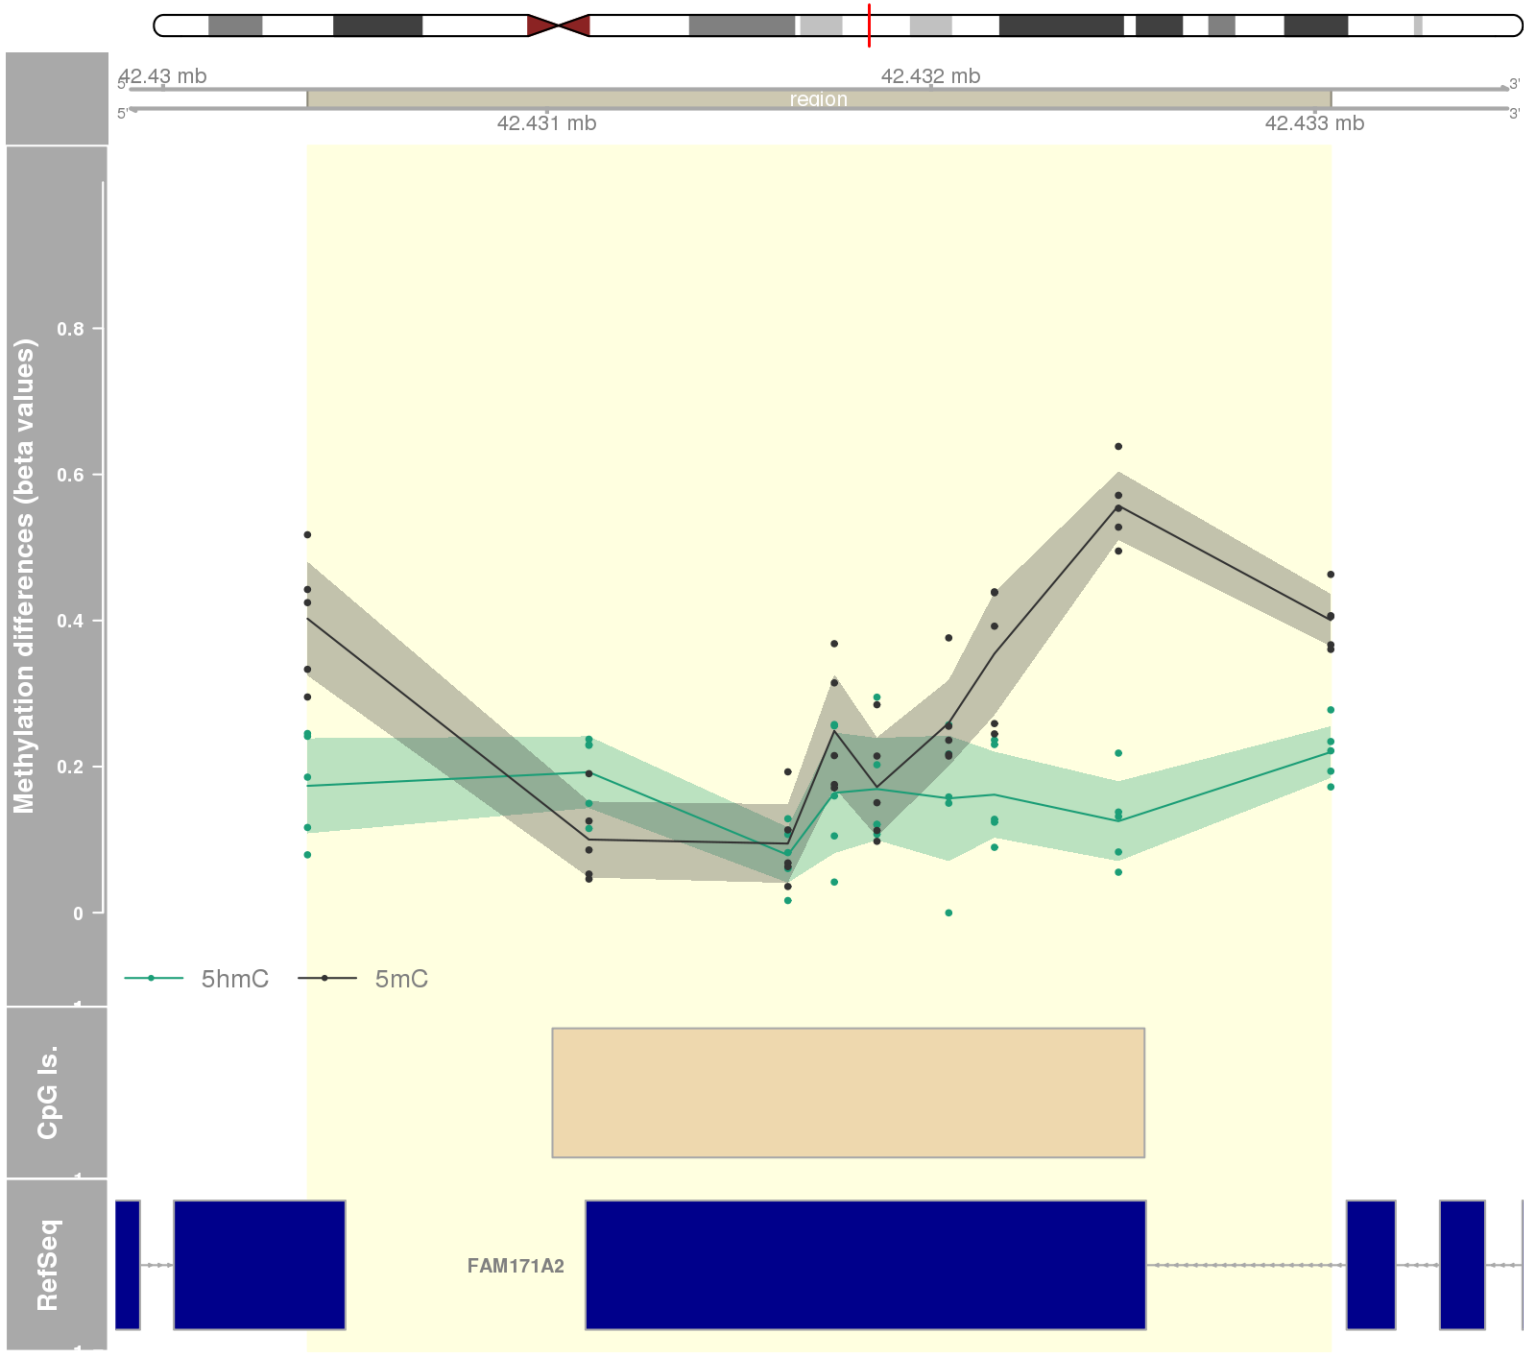 42.43 mb
42.432 mb
5'
3'
region
5'
3'
42.431 mb
42.433 mb
Methylation differences (beta values)
0.8
0.6
0.4
0.2
0
5hmC
5mC
CpG Is.
RefSeq
FAM171A2